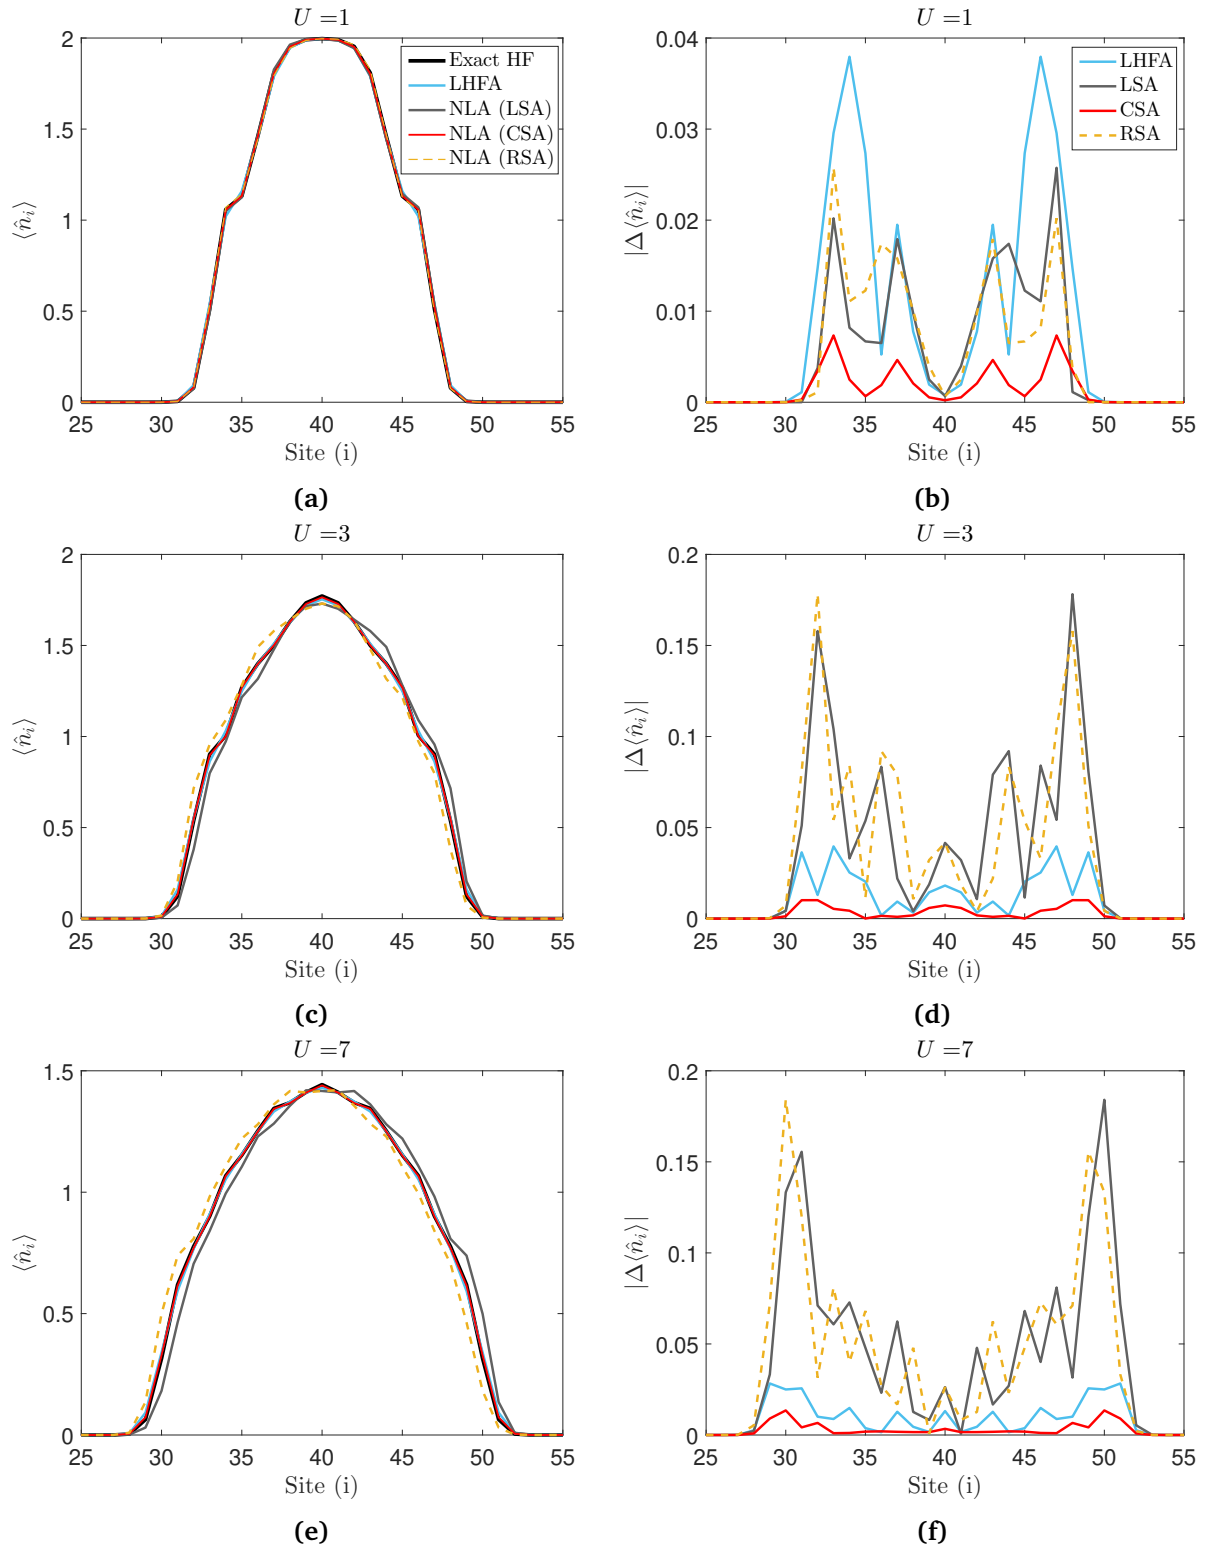 U =1
2
1.5
1
0.5
0
25 30 35 40 45 50 55
⟨n̂ᵢ⟩
Site (i)
Exact HF
LHFA
NLA (LSA)
NLA (CSA)
NLA (RSA)
(a)
U =1
0.04
0.03
0.02
0.01
0
25 30 35 40 45 50 55
|Δ⟨n̂ᵢ⟩|
Site (i)
LHFA
LSA
CSA
RSA
(b)
U =3
2
1.5
1
0.5
0
25 30 35 40 45 50 55
⟨n̂ᵢ⟩
Site (i)
(c)
U =3
0.2
0.15
0.1
0.05
0
25 30 35 40 45 50 55
|Δ⟨n̂ᵢ⟩|
Site (i)
(d)
U =7
1.5
1
0.5
0
25 30 35 40 45 50 55
⟨n̂ᵢ⟩
Site (i)
(e)
U =7
0.2
0.15
0.1
0.05
0
25 30 35 40 45 50 55
|Δ⟨n̂ᵢ⟩|
Site (i)
(f)